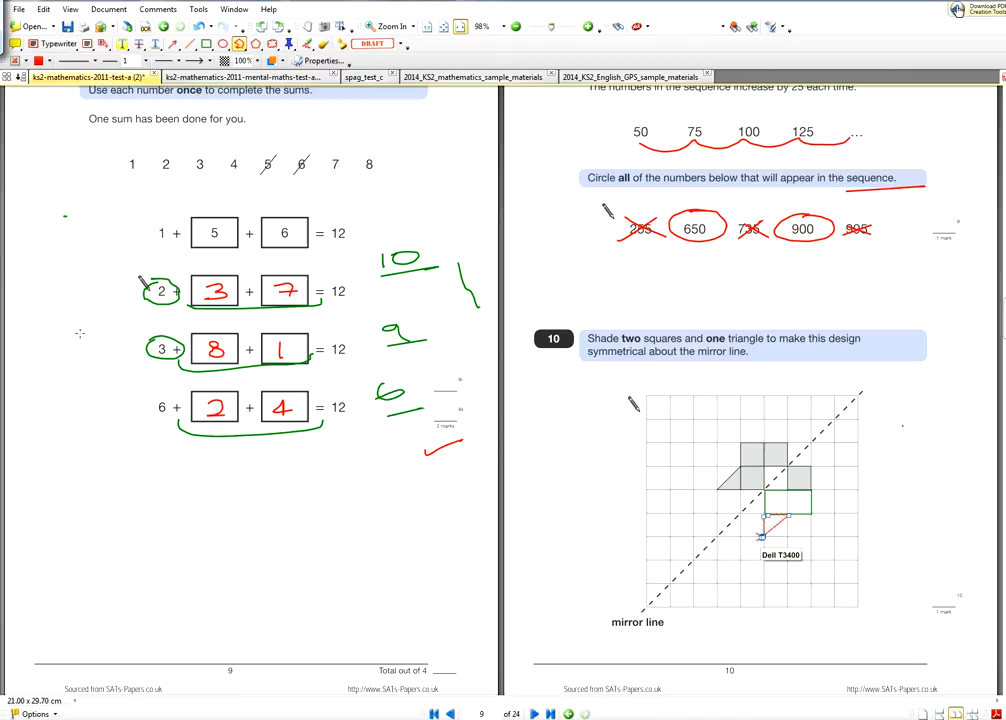 File Edit View Document Comments Tools Window Help
Download PDF
Creation Tools
Open... OCR Zoom In 98%
Typewriter T T T 1 100% DRAFT Properties...
ks2-mathematics-2011-test-a (2)* ks2-mathematics-2011-mental-maths-test-a... spag_test_c 2014_KS2_mathematics_sample_materials 2014_KS2_English_GPS_sample_materials
Use each number once to complete the sums.
One sum has been done for you.
1 2 3 4 5 6 7 8
1 + 5 + 6 = 12
2 + 3 + 7 = 12 10
3 + 8 + 1 = 12 9
6 + 2 + 4 = 12 6
2 marks
9
Total out of 4
Sourced from SATs-Papers.co.uk http://www.SATs-Papers.co.uk
The numbers in the sequence increase by 25 each time.
50 75 100 125 ...
Circle all of the numbers below that will appear in the sequence.
650 900
1 mark
10 Shade two squares and one triangle to make this design
symmetrical about the mirror line.
Dell T3400
mirror line
10
1 mark
10
Sourced from SATs-Papers.co.uk http://www.SATs-Papers.co.uk
21.00 x 29.70 cm
Options 9 of 24